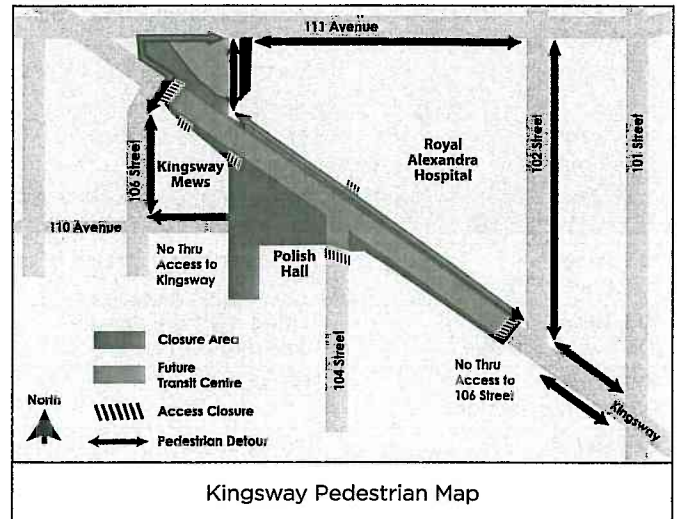 111 Avenue
Royal
Alexandra
Hospital
102 Street
101 Street
106 Street
Kingsway
Mews
110 Avenue
No Thru
Access to
Kingsway
Polish
Hall
104 Street
Closure Area
Future
Transit Centre
Access Closure
Pedestrian Detour
North
No Thru
Access to
106 Street
Kingsway
Kingsway Pedestrian Map